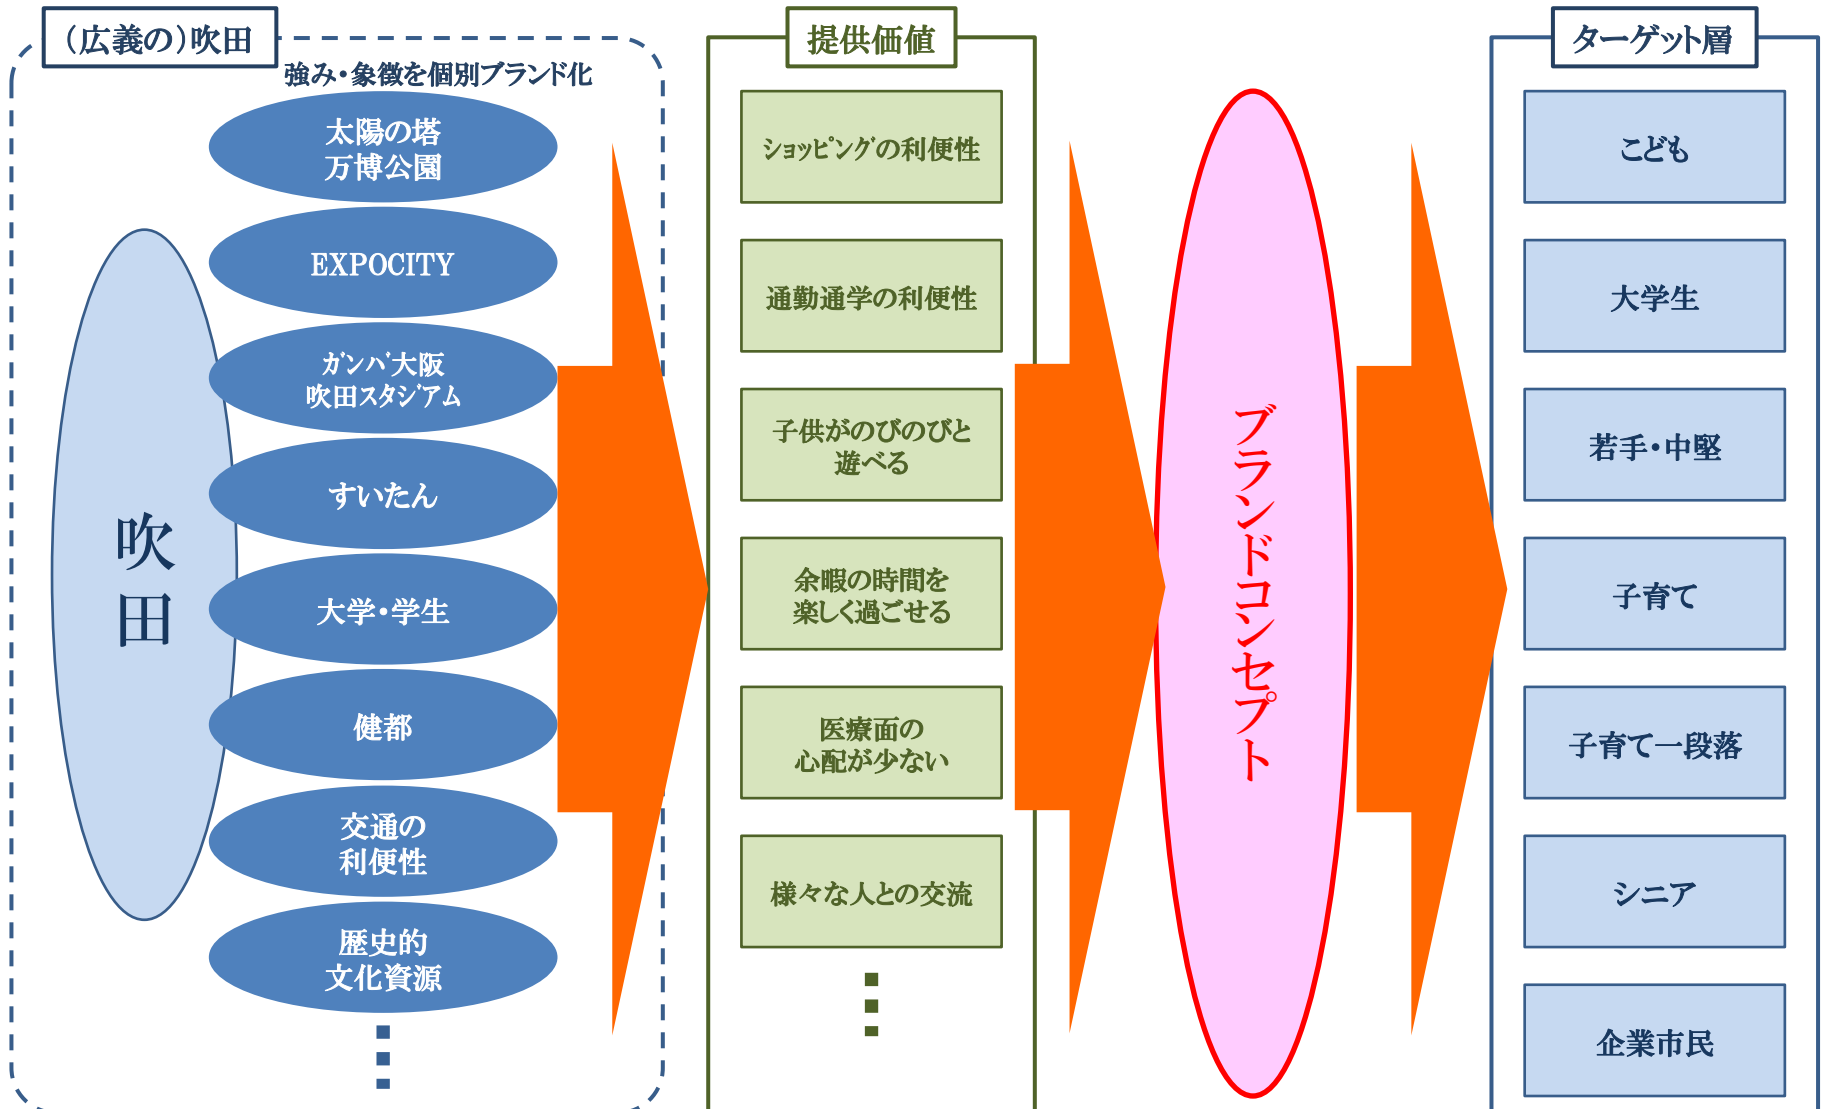 （広義の）吹田
強み・象徴を個別ブランド化
吹田
太陽の塔
万博公園
EXPOCITY
ガンバ大阪
吹田スタジアム
すいたん
大学・学生
健都
交通の
利便性
歴史的
文化資源
提供価値
ショッピングの利便性
通勤通学の利便性
子供がのびのびと
遊べる
余暇の時間を
楽しく過ごせる
医療面の
心配が少ない
様々な人との交流
ブランドコンセプト
ターゲット層
こども
大学生
若手・中堅
子育て
子育て一段落
シニア
企業市民